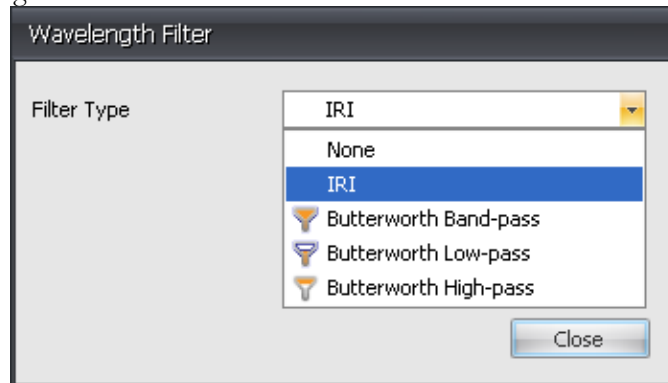 Wavelength Filter
Filter Type
IRI
None
IRI
Butterworth Band-pass
Butterworth Low-pass
Butterworth High-pass
Close